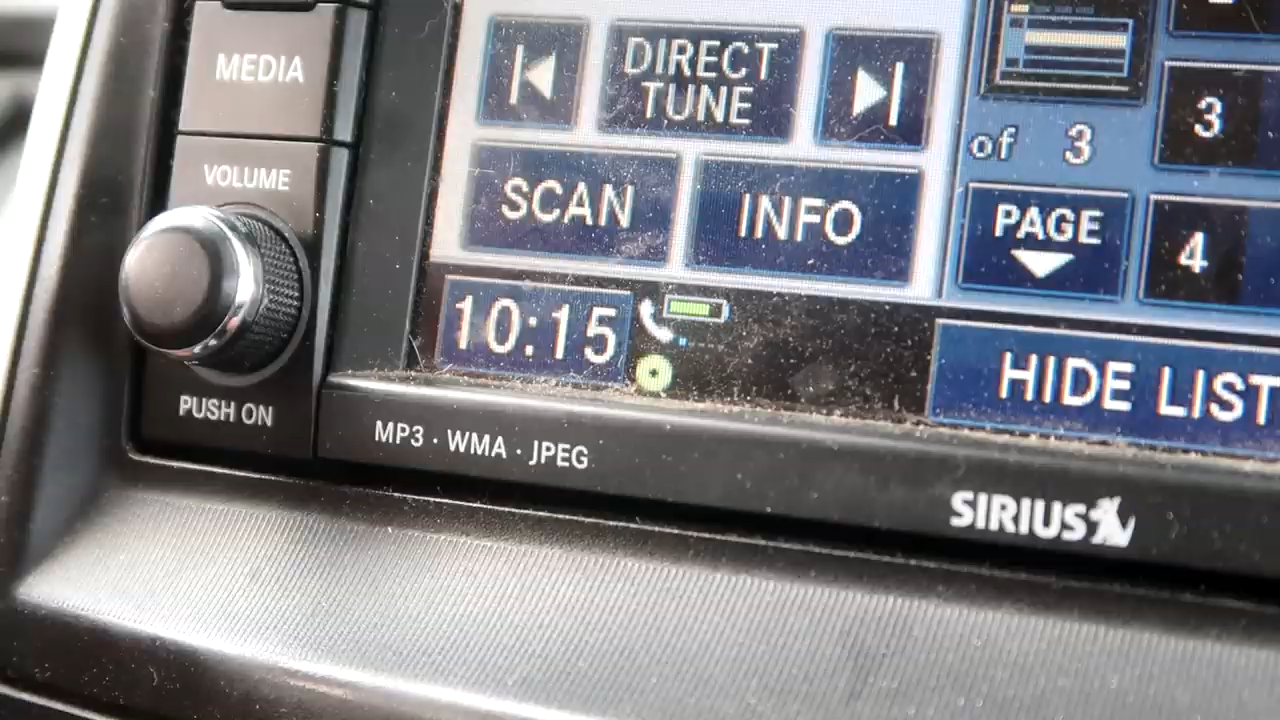 MEDIA
VOLUME
PUSH ON
DIRECT
TUNE
SCAN
INFO
10:15
of 3
PAGE
3
4
HIDE LIST
MP3 · WMA · JPEG
SIRIUS